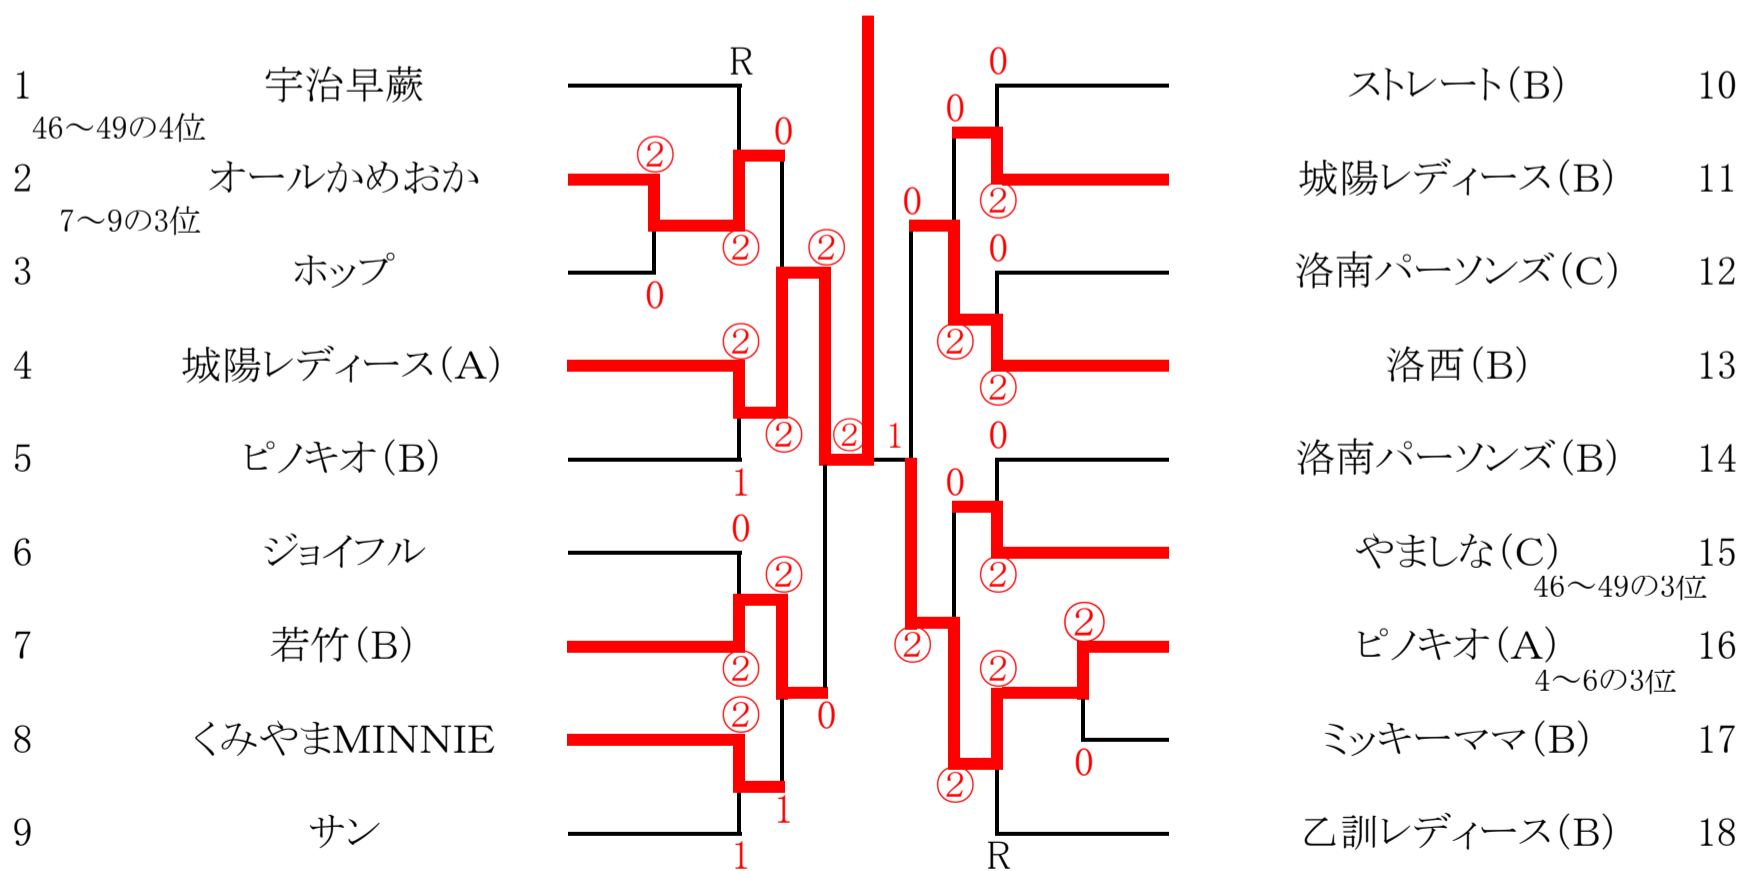 1 宇治早蕨 R 0 ストレート(B) 10
46～49の4位 0 0
2 オールかめおか ② 城陽レディース(B) 11
7～9の3位 ② ② 0 ②
3 ホップ 0 0 洛南パーソンズ(C) 12
4 城陽レディース(A) ② ② 洛西(B) 13
② ② 1 ②
5 ピノキオ(B) 1 0 洛南パーソンズ(B) 14
0 0
6 ジョイフル ② ② やましな(C) 15
46～49の3位
7 若竹(B) ② ② ② ② ピノキオ(A) 16
4～6の3位
8 くみやまMINNIE ② 0 ② 0 ミッキーママ(B) 17
1
9 サン 1 R 乙訓レディース(B) 18